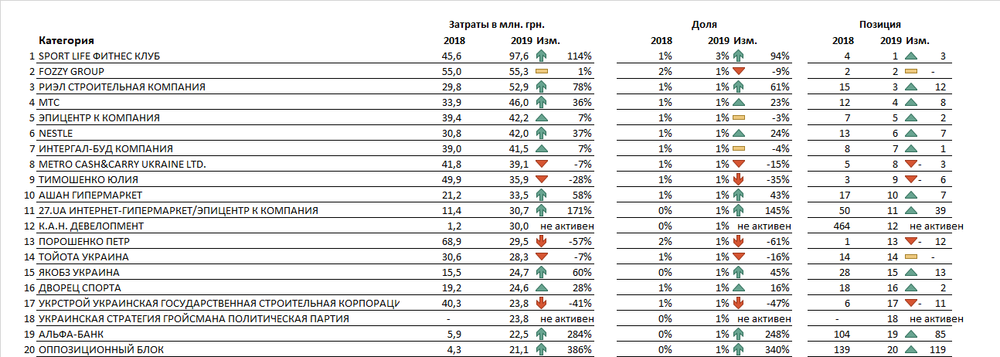 Затраты в млн. грн. Доля Позиция
Категория 2018 2019 Изм. 2018 2019 Изм. 2018 2019 Изм.
1 SPORT LIFE ФИТНЕС КЛУБ 45,6 97,6 114% 1% 3% 94% 4 1 3
2 FOZZY GROUP 55,0 55,3 1% 2% 1% -9% 2 2 -
3 РИЭЛ СТРОИТЕЛЬНАЯ КОМПАНИЯ 29,8 52,9 78% 1% 1% 61% 15 3 12
4 МТС 33,9 46,0 36% 1% 1% 23% 12 4 8
5 ЭПИЦЕНТР К КОМПАНИЯ 39,4 42,2 7% 1% 1% -3% 7 5 2
6 NESTLE 30,8 42,0 37% 1% 1% 24% 13 6 7
7 ИНТЕРГАЛ-БУД КОМПАНИЯ 39,0 41,5 7% 1% 1% -4% 8 7 1
8 METRO CASH&CARRY UKRAINE LTD. 41,8 39,1 -7% 1% 1% -15% 5 8 - 3
9 ТИМОШЕНКО ЮЛИЯ 49,9 35,9 -28% 1% 1% -35% 3 9 - 6
10 АШАН ГИПЕРМАРКЕТ 21,2 33,5 58% 1% 1% 43% 17 10 7
11 27.UA ИНТЕРНЕТ-ГИПЕРМАРКЕТ/ЭПИЦЕНТР К КОМПАНИЯ 11,4 30,7 171% 0% 1% 145% 50 11 39
12 К.А.Н. ДЕВЕЛОПМЕНТ 1,2 30,0 не активен 0% 1% не активен 464 12 не активен
13 ПОРОШЕНКО ПЕТР 68,9 29,5 -57% 2% 1% -61% 1 13 - 12
14 ТОЙОТА УКРАИНА 30,6 28,3 -7% 1% 1% -16% 14 14 -
15 ЯКОБЗ УКРАИНА 15,5 24,7 60% 0% 1% 45% 28 15 13
16 ДВОРЕЦ СПОРТА 19,2 24,6 28% 1% 1% 16% 18 16 2
17 УКРСТРОЙ УКРАИНСКАЯ ГОСУДАРСТВЕННАЯ СТРОИТЕЛЬНАЯ КОРПОРАЦИ 40,3 23,8 -41% 1% 1% -47% 6 17 - 11
18 УКРАИНСКАЯ СТРАТЕГИЯ ГРОЙСМАНА ПОЛИТИЧЕСКАЯ ПАРТИЯ - 23,8 не активен 0% 1% не активен - 18 не активен
19 АЛЬФА-БАНК 5,9 22,5 284% 0% 1% 248% 104 19 85
20 ОППОЗИЦИОННЫЙ БЛОК 4,3 21,1 386% 0% 1% 340% 139 20 119